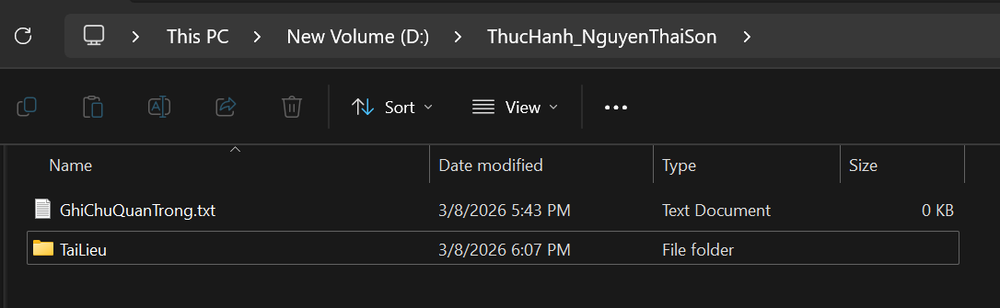 This PC > New Volume (D:) > ThucHanh_NguyenThaiSon >
Sort View
Name Date modified Type Size
GhiChuQuanTrong.txt 3/8/2026 5:43 PM Text Document 0 KB
TaiLieu 3/8/2026 6:07 PM File folder